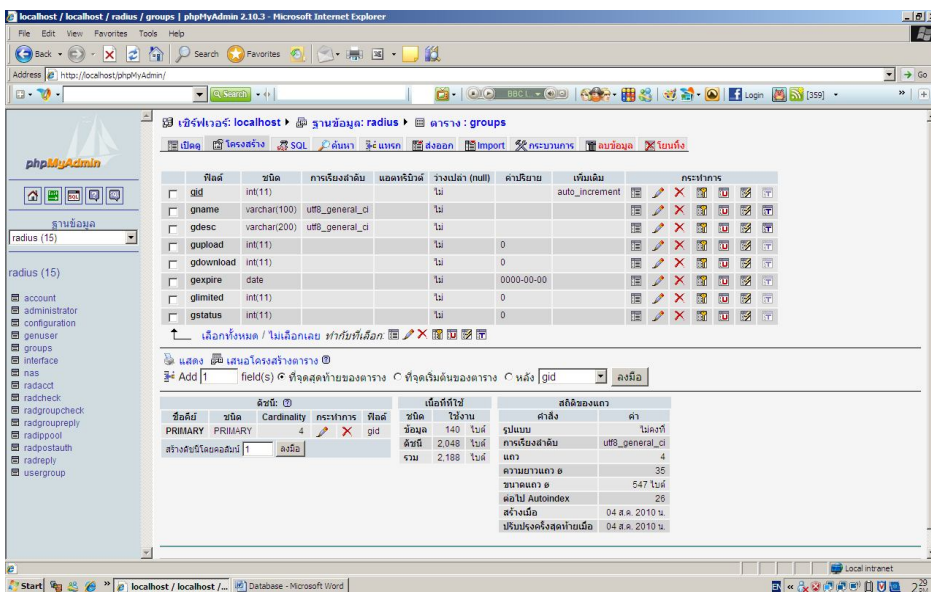 localhost / localhost / radius / groups | phpMyAdmin 2.10.3 - Microsoft Internet Explorer
File Edit View Favorites Tools Help
Back Search Favorites
Address http://localhost/phpMyAdmin/ Go
Search BBC Login [359] »
phpMyAdmin
ฐานข้อมูล
radius (15)
radius (15)
account
administrator
configuration
genuser
groups
interface
nas
radacct
radcheck
radgroupcheck
radgroupreply
radippool
radpostauth
radreply
usergroup
เซิร์ฟเวอร์: localhost ฐานข้อมูล: radius ตาราง : groups
เปิดดู โครงสร้าง SQL ค้นหา แทรก ส่งออก Import กระบวนการ ลบข้อมูล โยนทิ้ง
ฟิลด์ ชนิด การเรียงลำดับ แอตทริบิวต์ ว่างเปล่า (null) ค่าปริยาย เพิ่มเติม กระทำการ
gid int(11) ไม่ auto_increment
gname varchar(100) utf8_general_ci ไม่
gdesc varchar(200) utf8_general_ci ไม่
gupload int(11) ไม่ 0
gdownload int(11) ไม่ 0
gexpire date ไม่ 0000-00-00
glimited int(11) ไม่ 0
gstatus int(11) ไม่ 0
เลือกทั้งหมด / ไม่เลือกเลย ทำกับที่เลือก:
แสดง เสนอโครงสร้างตาราง
Add 1 field(s) ที่จุดสุดท้ายของตาราง ที่จุดเริ่มต้นของตาราง หลัง gid ลงมือ
ดัชนี:
ชื่อคีย์ ชนิด Cardinality กระทำการ ฟิลด์
PRIMARY PRIMARY 4 gid
สร้างดัชนีโดยคอลัมน์ 1 ลงมือ
เนื้อที่ที่ใช้
ชนิด ใช้งาน
ข้อมูล 140 ไบต์
ดัชนี 2,048 ไบต์
รวม 2,188 ไบต์
สถิติของแถว
คำสั่ง ค่า
รูปแบบ ไม่คงที่
การเรียงลำดับ utf8_general_ci
แถว 4
ความยาวแถว ø 35
ขนาดแถว ø 547 ไบต์
ต่อไป Autoindex 26
สร้างเมื่อ 04 ส.ค. 2010 น.
ปรับปรุงครั้งสุดท้ายเมื่อ 04 ส.ค. 2010 น.
Local intranet
Start » localhost / localhost /... Database - Microsoft Word EN